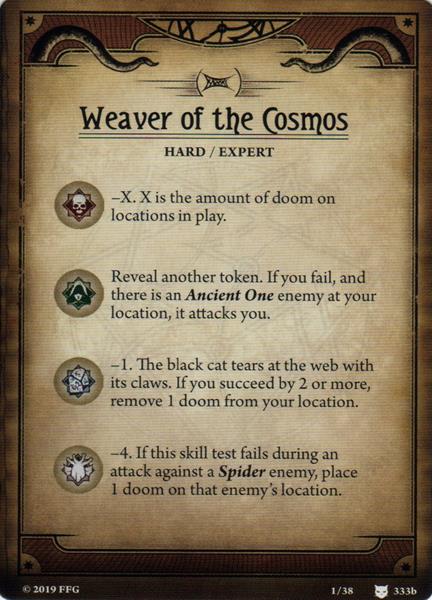 Weaver of the Cosmos
HARD / EXPERT
–X. X is the amount of doom on
locations in play.
Reveal another token. If you fail, and
there is an Ancient One enemy at your
location, it attacks you.
–1. The black cat tears at the web with
its claws. If you succeed by 2 or more,
remove 1 doom from your location.
–4. If this skill test fails during an
attack against a Spider enemy, place
1 doom on that enemy's location.
© 2019 FFG 1/38 333b